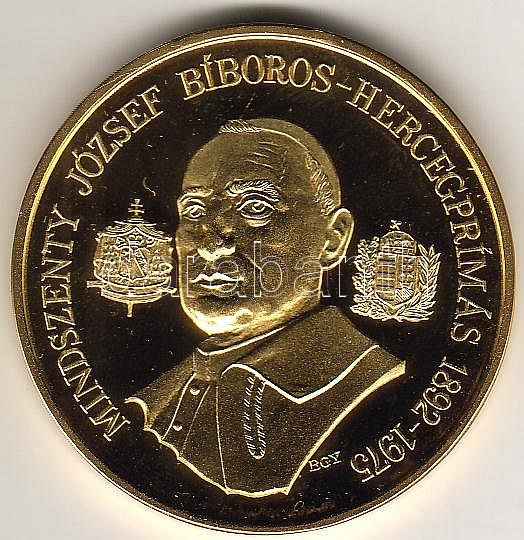 MINDSZENTY JÓZSEF BÍBOROS-HERCEGPRÍMÁS 1892-1975
EGY